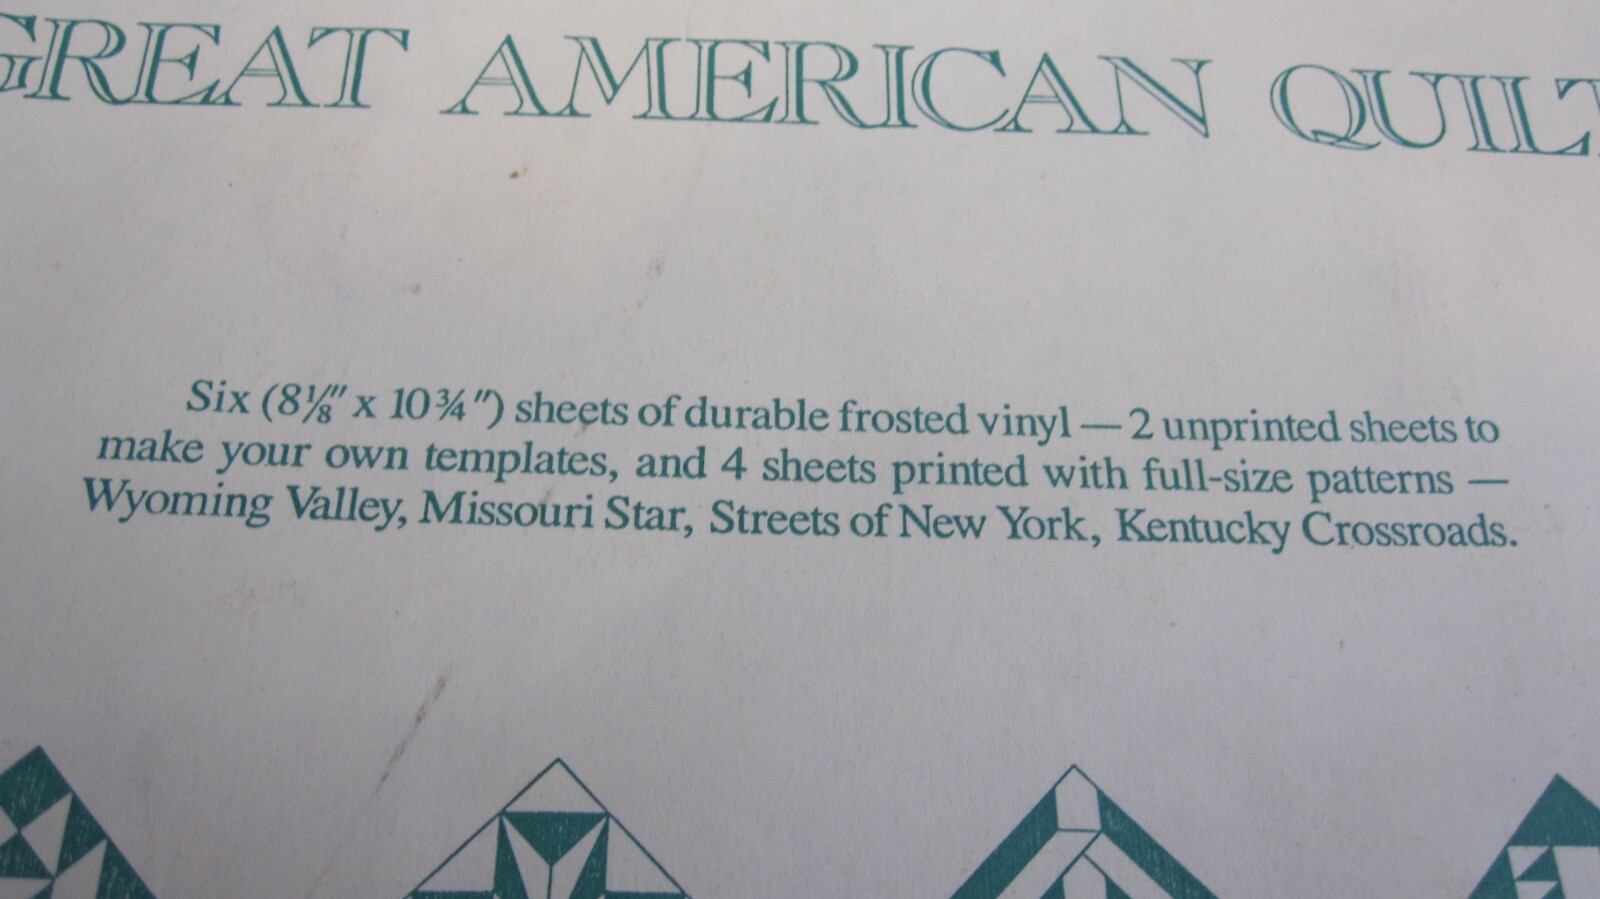 GREAT AMERICAN QUILT
Six (8⅛" x 10¾") sheets of durable frosted vinyl — 2 unprinted sheets to
make your own templates, and 4 sheets printed with full-size patterns —
Wyoming Valley, Missouri Star, Streets of New York, Kentucky Crossroads.